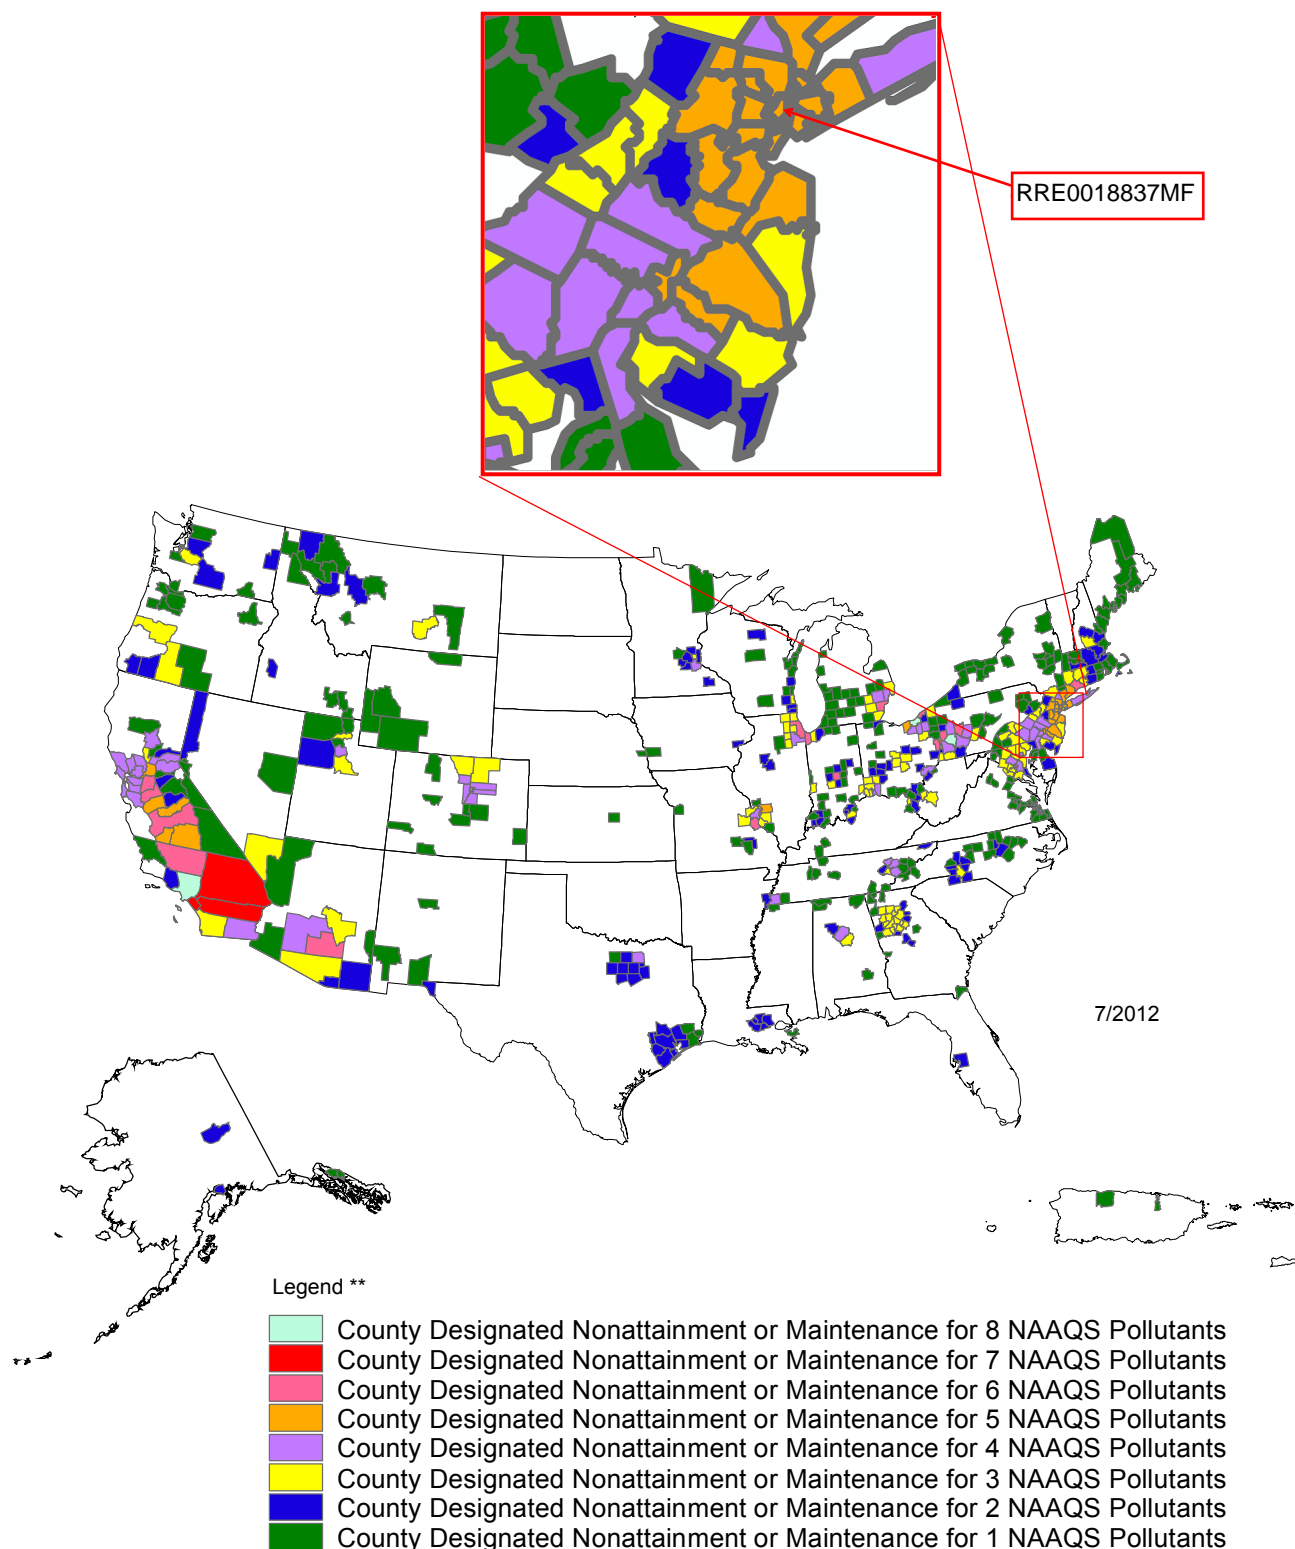 RRE0018837MF
7/2012
Legend **
County Designated Nonattainment or Maintenance for 8 NAAQS Pollutants
County Designated Nonattainment or Maintenance for 7 NAAQS Pollutants
County Designated Nonattainment or Maintenance for 6 NAAQS Pollutants
County Designated Nonattainment or Maintenance for 5 NAAQS Pollutants
County Designated Nonattainment or Maintenance for 4 NAAQS Pollutants
County Designated Nonattainment or Maintenance for 3 NAAQS Pollutants
County Designated Nonattainment or Maintenance for 2 NAAQS Pollutants
County Designated Nonattainment or Maintenance for 1 NAAQS Pollutants